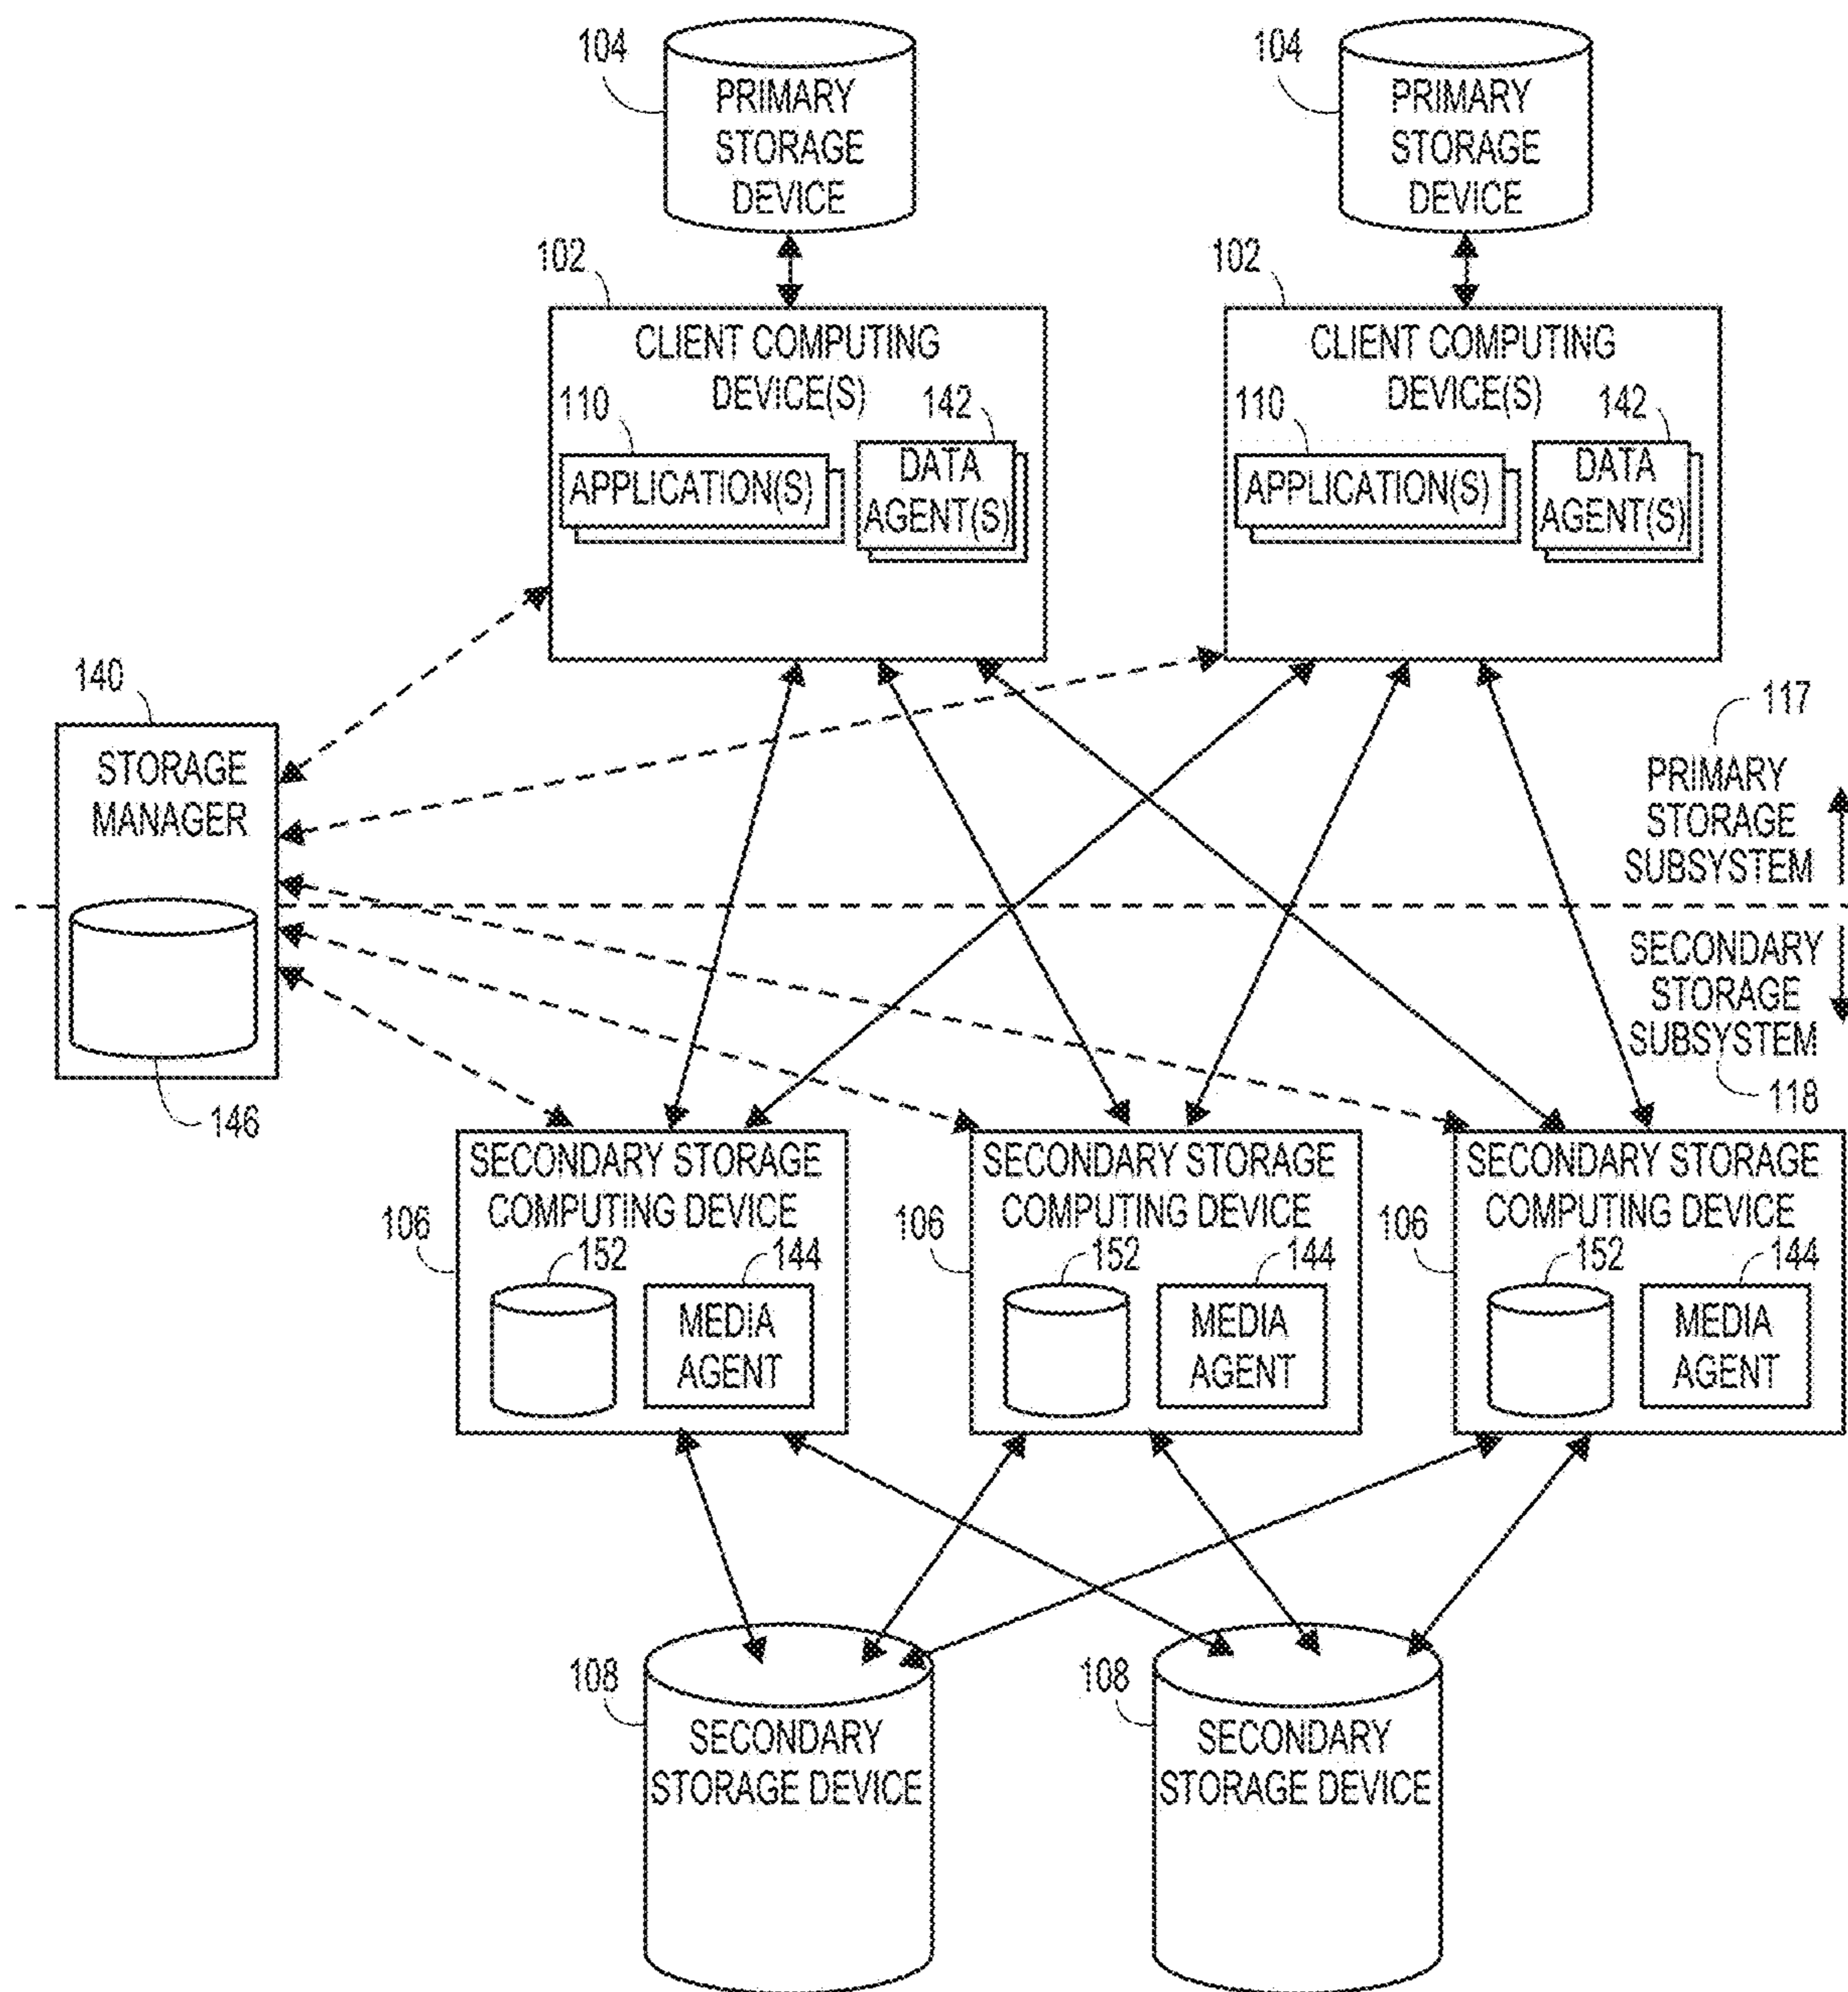 104
PRIMARY
STORAGE
DEVICE
104
PRIMARY
STORAGE
DEVICE
102
CLIENT COMPUTING
DEVICE(S)
110
142
APPLICATION(S)
DATA
AGENT(S)
102
CLIENT COMPUTING
DEVICE(S)
110
142
APPLICATION(S)
DATA
AGENT(S)
140
STORAGE
MANAGER
146
117
PRIMARY
STORAGE
SUBSYSTEM
SECONDARY
STORAGE
SUBSYSTEM
118
SECONDARY STORAGE
COMPUTING DEVICE
106
152
144
MEDIA
AGENT
SECONDARY STORAGE
COMPUTING DEVICE
106
152
144
MEDIA
AGENT
SECONDARY STORAGE
COMPUTING DEVICE
106
152
144
MEDIA
AGENT
108
SECONDARY
STORAGE DEVICE
108
SECONDARY
STORAGE DEVICE